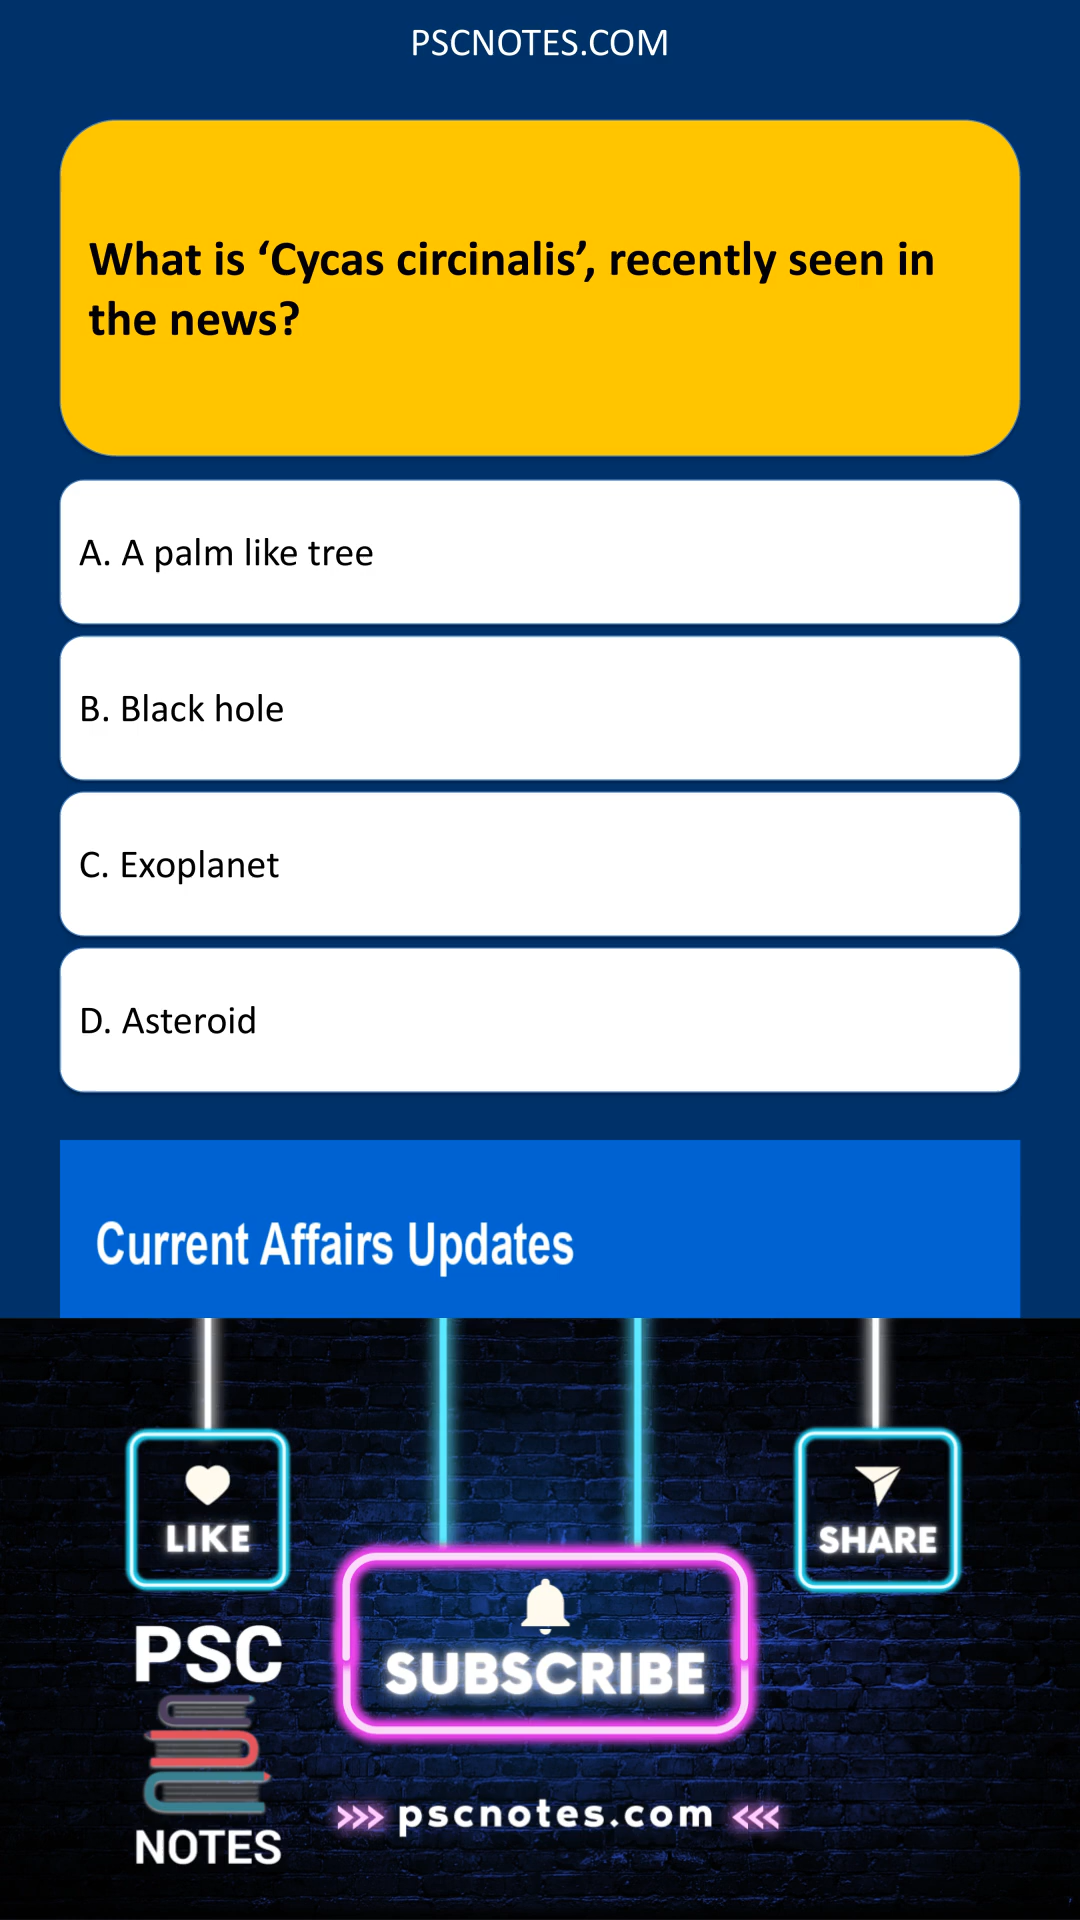 PSCNOTES.COM
What is ‘Cycas circinalis’, recently seen in
the news?
A. A palm like tree
B. Black hole
C. Exoplanet
D. Asteroid
Current Affairs Updates
LIKE
SHARE
SUBSCRIBE
PSC
NOTES
>>> pscnotes.com <<<